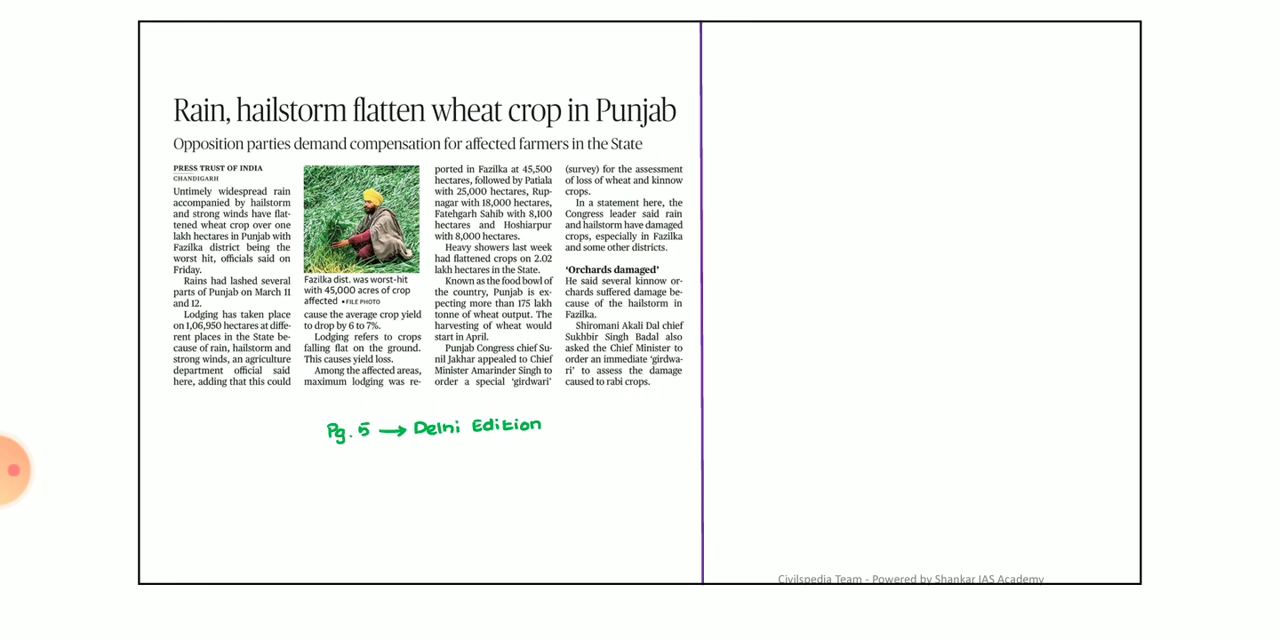 Rain, hailstorm flatten wheat crop in Punjab
Opposition parties demand compensation for affected farmers in the State
PRESS TRUST OF INDIA
CHANDIGARH
Untimely widespread rain
accompanied by hailstorm
and strong winds have flat-
tened wheat crop over one
lakh hectares in Punjab with
Fazilka district being the
worst hit, officials said on
Friday.
Rains had lashed several
parts of Punjab on March 11
and 12.
Lodging has taken place
on 1,06,950 hectares at diffe-
rent places in the State be-
cause of rain, hailstorm and
strong winds, an agriculture
department official said
here, adding that this could
Fazilka dist. was worst-hit
with 45,000 acres of crop
affected •FILE PHOTO
cause the average crop yield
to drop by 6 to 7%.
Lodging refers to crops
falling flat on the ground.
This causes yield loss.
Among the affected areas,
maximum lodging was re-
ported in Fazilka at 45,500
hectares, followed by Patiala
with 25,000 hectares, Rup-
nagar with 18,000 hectares,
Fatehgarh Sahib with 8,100
hectares and Hoshiarpur
with 8,000 hectares.
Heavy showers last week
had flattened crops on 2.02
lakh hectares in the State.
Known as the food bowl of
the country, Punjab is ex-
pecting more than 175 lakh
tonne of wheat output. The
harvesting of wheat would
start in April.
Punjab Congress chief Su-
nil Jakhar appealed to Chief
Minister Amarinder Singh to
order a special ‘girdwari’
(survey) for the assessment
of loss of wheat and kinnow
crops.
In a statement here, the
Congress leader said rain
and hailstorm have damaged
crops, especially in Fazilka
and some other districts.
‘Orchards damaged’
He said several kinnow or-
chards suffered damage be-
cause of the hailstorm in
Fazilka.
Shiromani Akali Dal chief
Sukhbir Singh Badal also
asked the Chief Minister to
order an immediate ‘girdwa-
ri’ to assess the damage
caused to rabi crops.
Pg. 5 → Delhi Edition
Civilspedia Team - Powered by Shankar IAS Academy